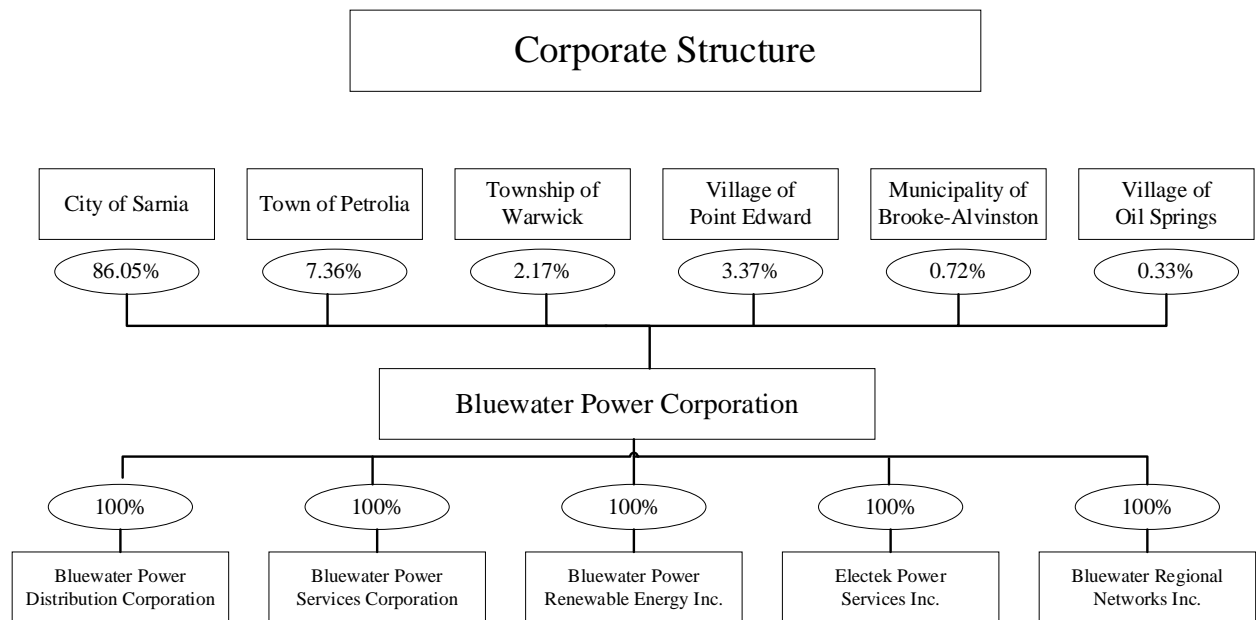 Corporate Structure
City of Sarnia
Town of Petrolia
Township of
Warwick
Village of
Point Edward
Municipality of
Brooke-Alvinston
Village of
Oil Springs
86.05%
7.36%
2.17%
3.37%
0.72%
0.33%
Bluewater Power Corporation
100%
100%
100%
100%
100%
Bluewater Power
Distribution Corporation
Bluewater Power
Services Corporation
Bluewater Power
Renewable Energy Inc.
Electek Power
Services Inc.
Bluewater Regional
Networks Inc.